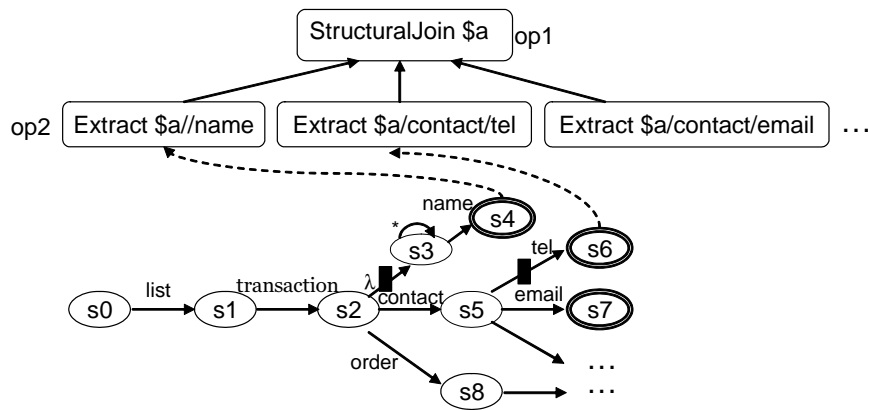 StructuralJoin $a op1
op2 Extract $a//name Extract $a/contact/tel Extract $a/contact/email ...
name s4
* s3 tel s6
λ
list transaction contact email
s0 s1 s2 s5 s7
order ...
s8 ...